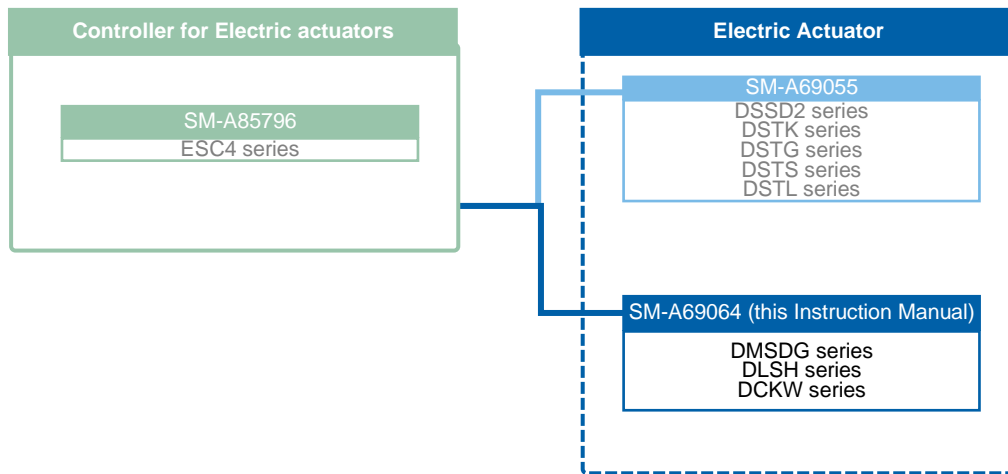 Controller for Electric actuators
SM-A85796
ESC4 series
Electric Actuator
SM-A69055
DSSD2 series
DSTK series
DSTG series
DSTS series
DSTL series
SM-A69064 (this Instruction Manual)
DMSDG series
DLSH series
DCKW series